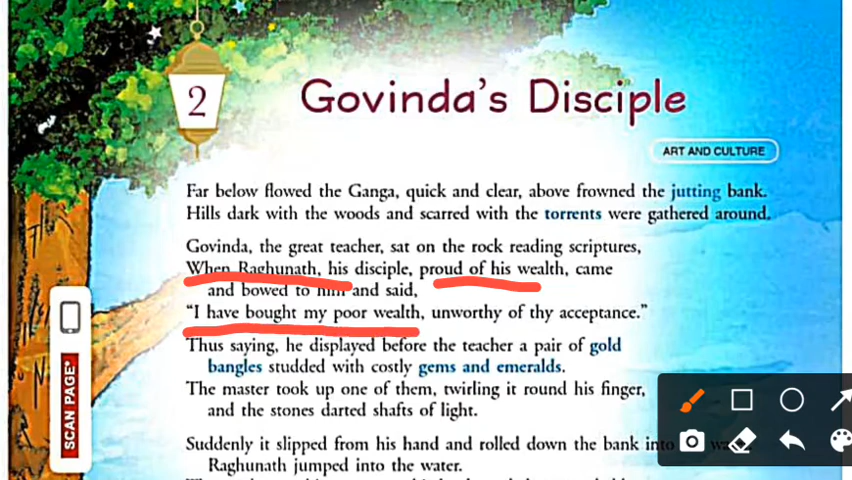 2
Govinda's Disciple
ART AND CULTURE
Far below flowed the Ganga, quick and clear, above frowned the jutting bank.
Hills dark with the woods and scarred with the torrents were gathered around.
Govinda, the great teacher, sat on the rock reading scriptures,
When Raghunath, his disciple, proud of his wealth, came
and bowed to him and said,
“I have bought my poor wealth, unworthy of thy acceptance.”
Thus saying, he displayed before the teacher a pair of gold
bangles studded with costly gems and emeralds.
The master took up one of them, twirling it round his finger,
and the stones darted shafts of light.
Suddenly it slipped from his hand and rolled down the bank into
Raghunath jumped into the water.
SCAN PAGE*